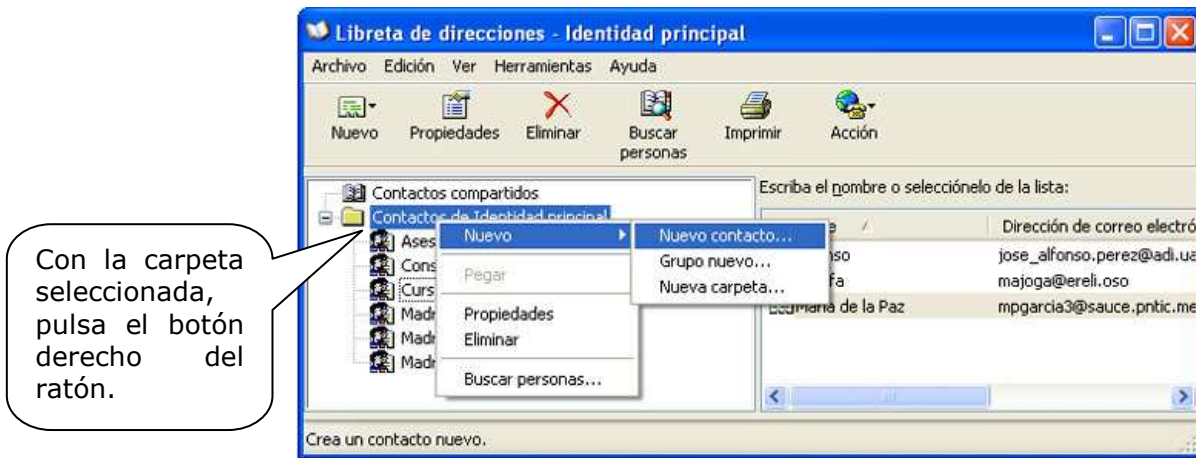 Libreta de direcciones - Identidad principal
Archivo Edición Ver Herramientas Ayuda
Nuevo Propiedades Eliminar Buscar personas Imprimir Acción
Contactos compartidos
Contactos de Identidad principal
Escriba el nombre o selecciónelo de la lista:
Dirección de correo electró
Nuevo
Pegar
Propiedades
Eliminar
Buscar personas...
Nuevo contacto...
Grupo nuevo...
Nueva carpeta...
jose_alfonso.perez@adi.ua
majoga@ereli.oso
María de la Paz mpgarcia3@sauce.pntic.me
Con la carpeta
seleccionada,
pulsa el botón
derecho del
ratón.
Crea un contacto nuevo.